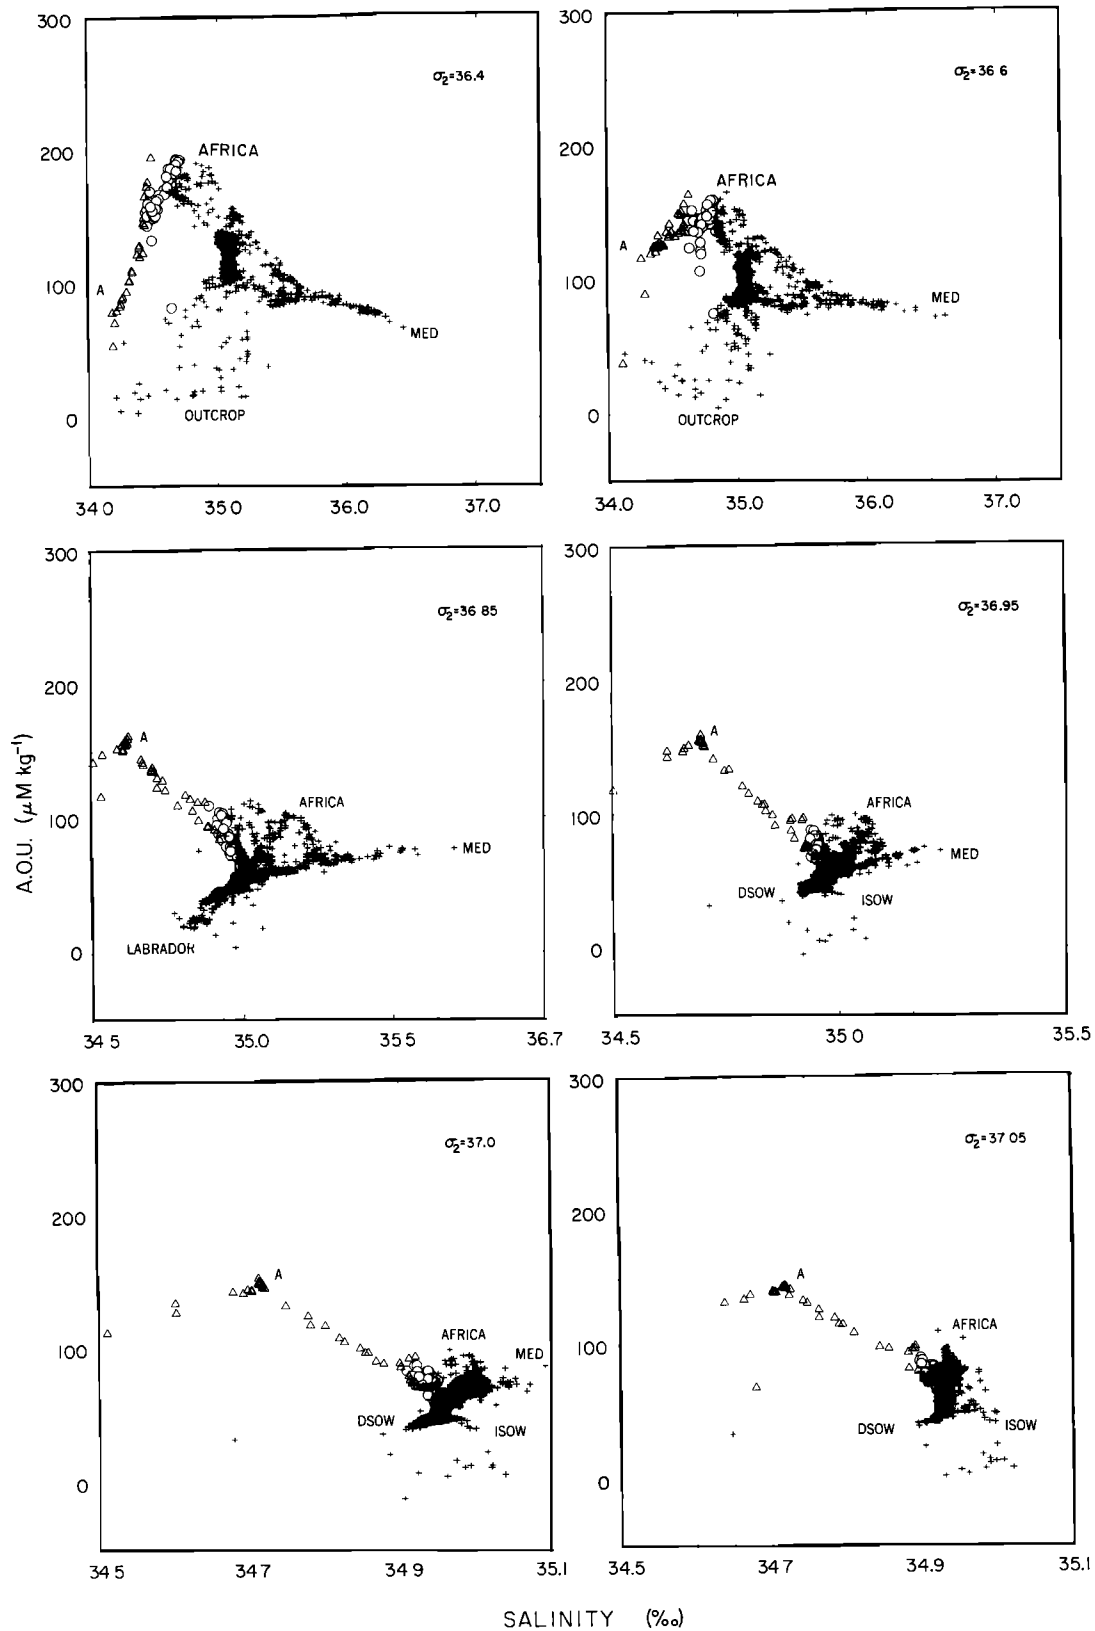 300
200
100
0
σ₂=36.4
AFRICA
A
MED
OUTCROP
34 0
35.0
36.0
37.0
300
200
100
0
σ₂=36 6
AFRICA
A
MED
OUTCROP
34 0
35.0
36.0
37.0
300
200
100
0
σ₂=36 85
A
AFRICA
MED
LABRADOR
34 5
35.0
35 5
36.7
300
200
100
0
σ₂=36.95
A
AFRICA
MED
DSOW
ISOW
34.5
35 0
35.5
300
200
100
0
σ₂=37.0
A
AFRICA
MED
DSOW
ISOW
34 5
34.7
34 9
35.1
300
200
100
0
σ₂=37 05
A
AFRICA
DSOW
ISOW
34.5
34 7
34.9
35.1
A.O.U. (μM kg⁻¹)
SALINITY (‰)